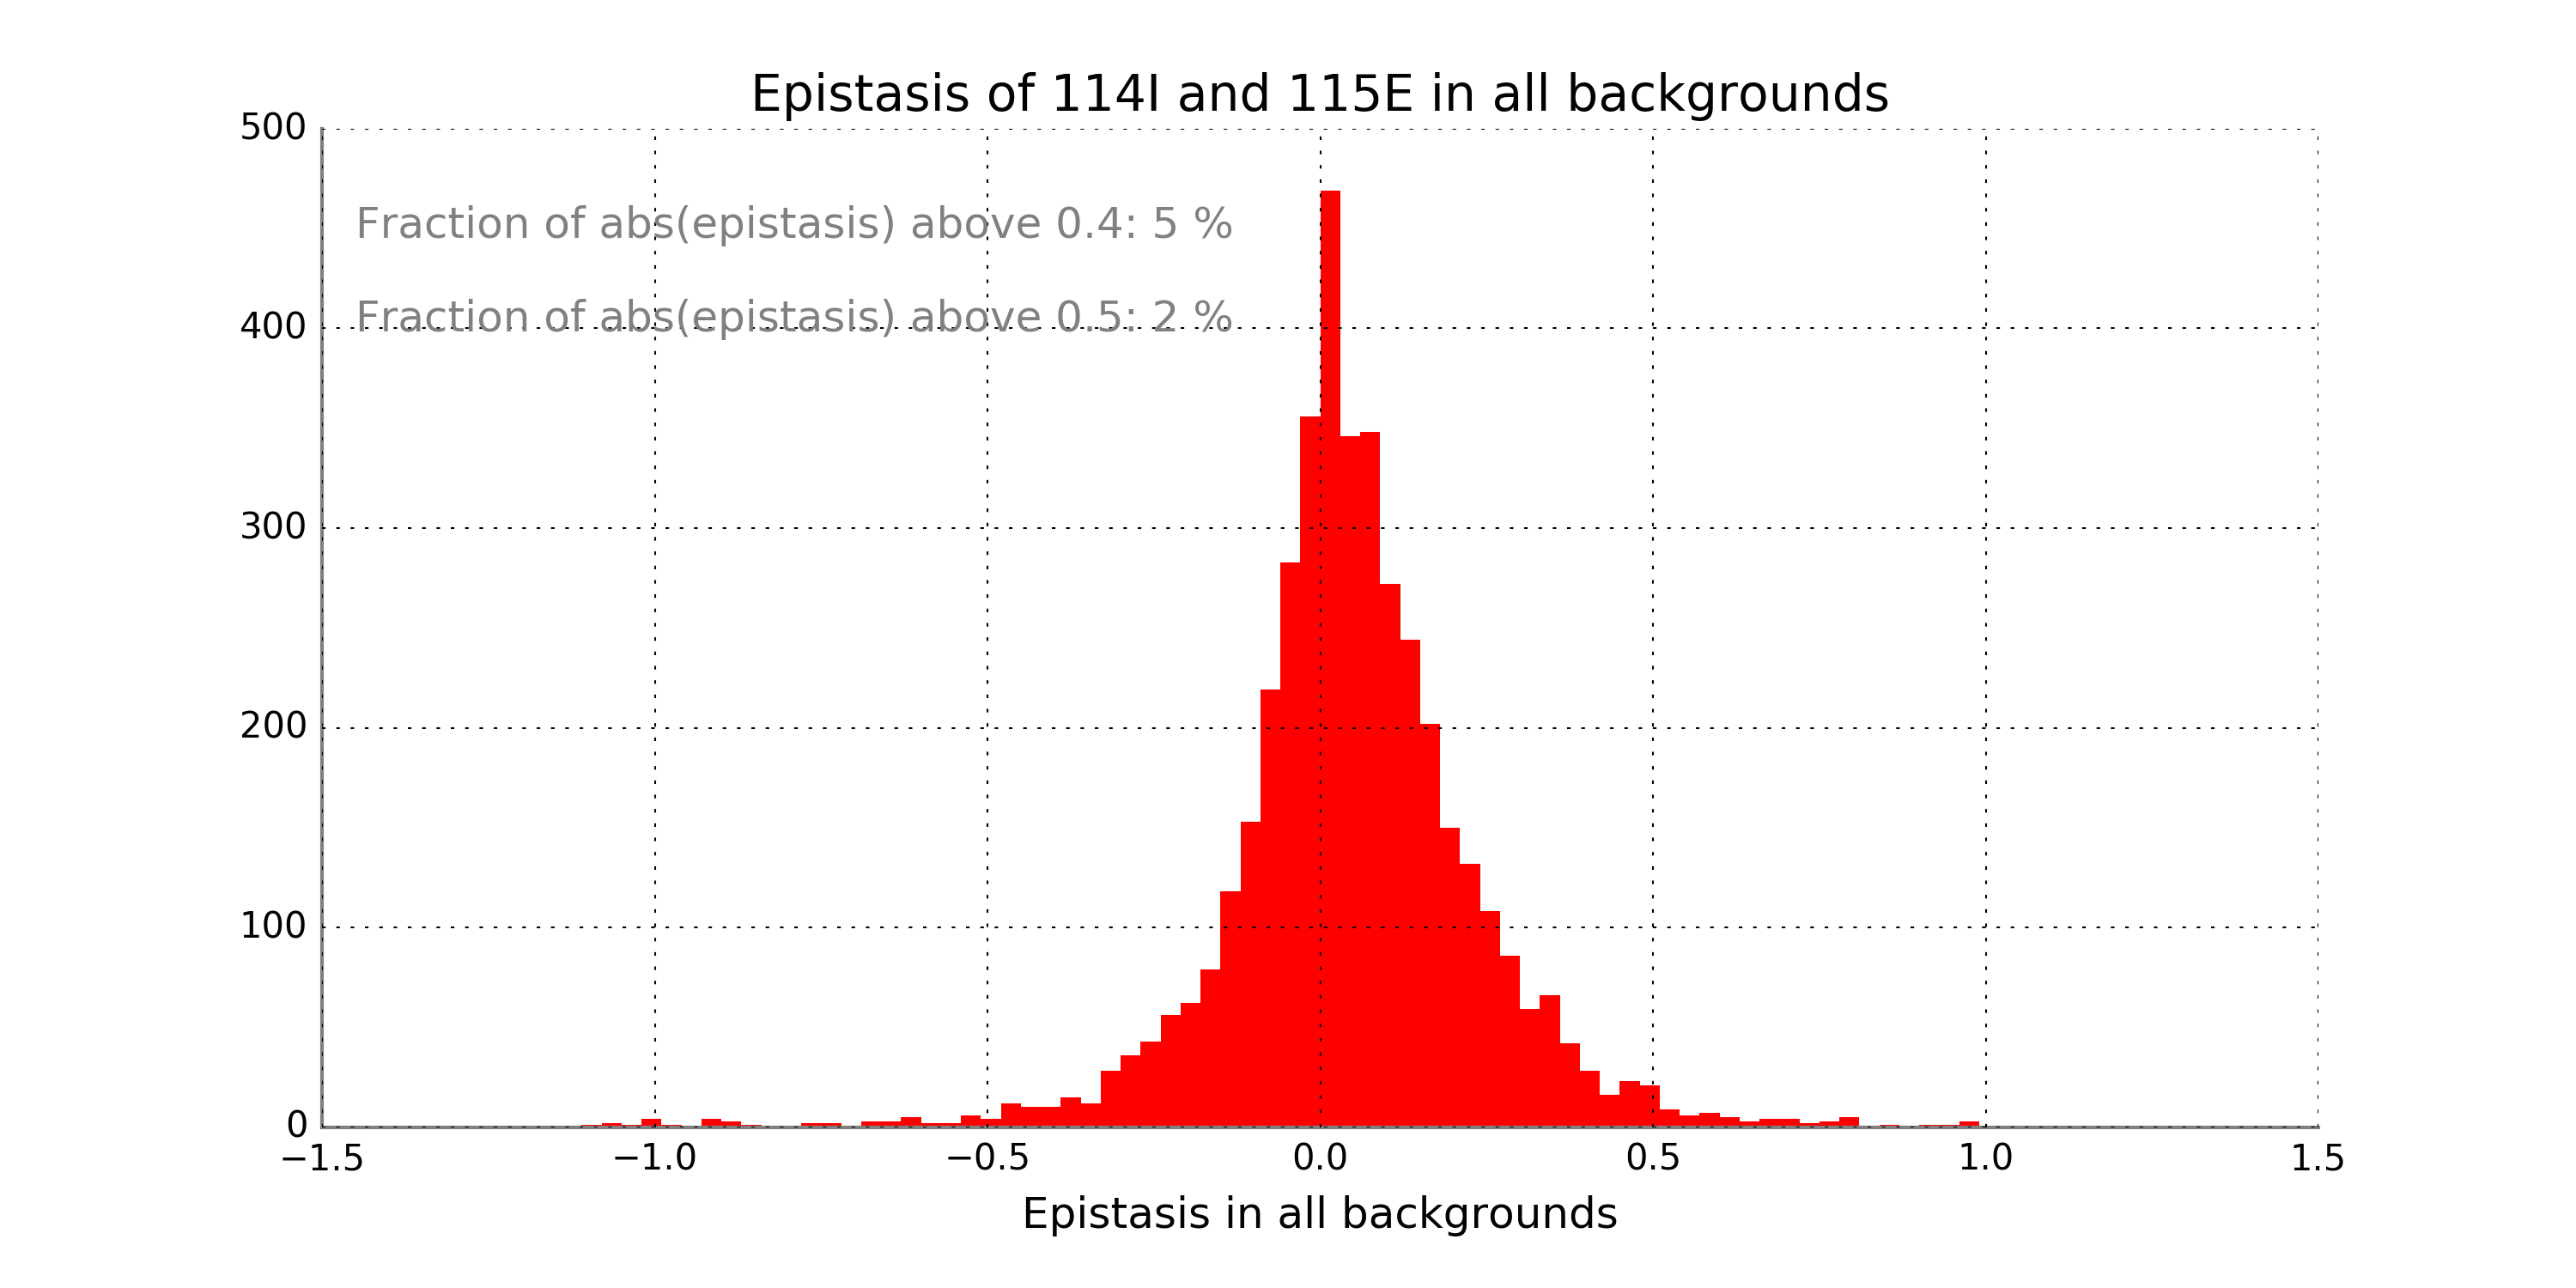 Epistasis of 114I and 115E in all backgrounds
500
Fraction of abs(epistasis) above 0.4: 5 %
Fraction of abs(epistasis) above 0.5: 2 %
400
300
200
100
0
−1.5 −1.0 −0.5 0.0 0.5 1.0 1.5
Epistasis in all backgrounds